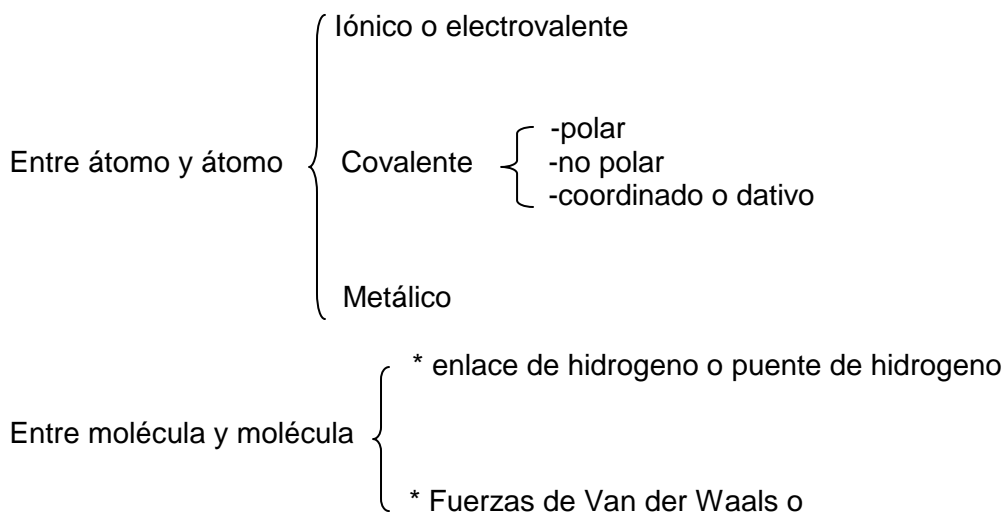 Iónico o electrovalente
-polar
Entre átomo y átomo
Covalente
-no polar
-coordinado o dativo
Metálico
* enlace de hidrogeno o puente de hidrogeno
Entre molécula y molécula
* Fuerzas de Van der Waals o